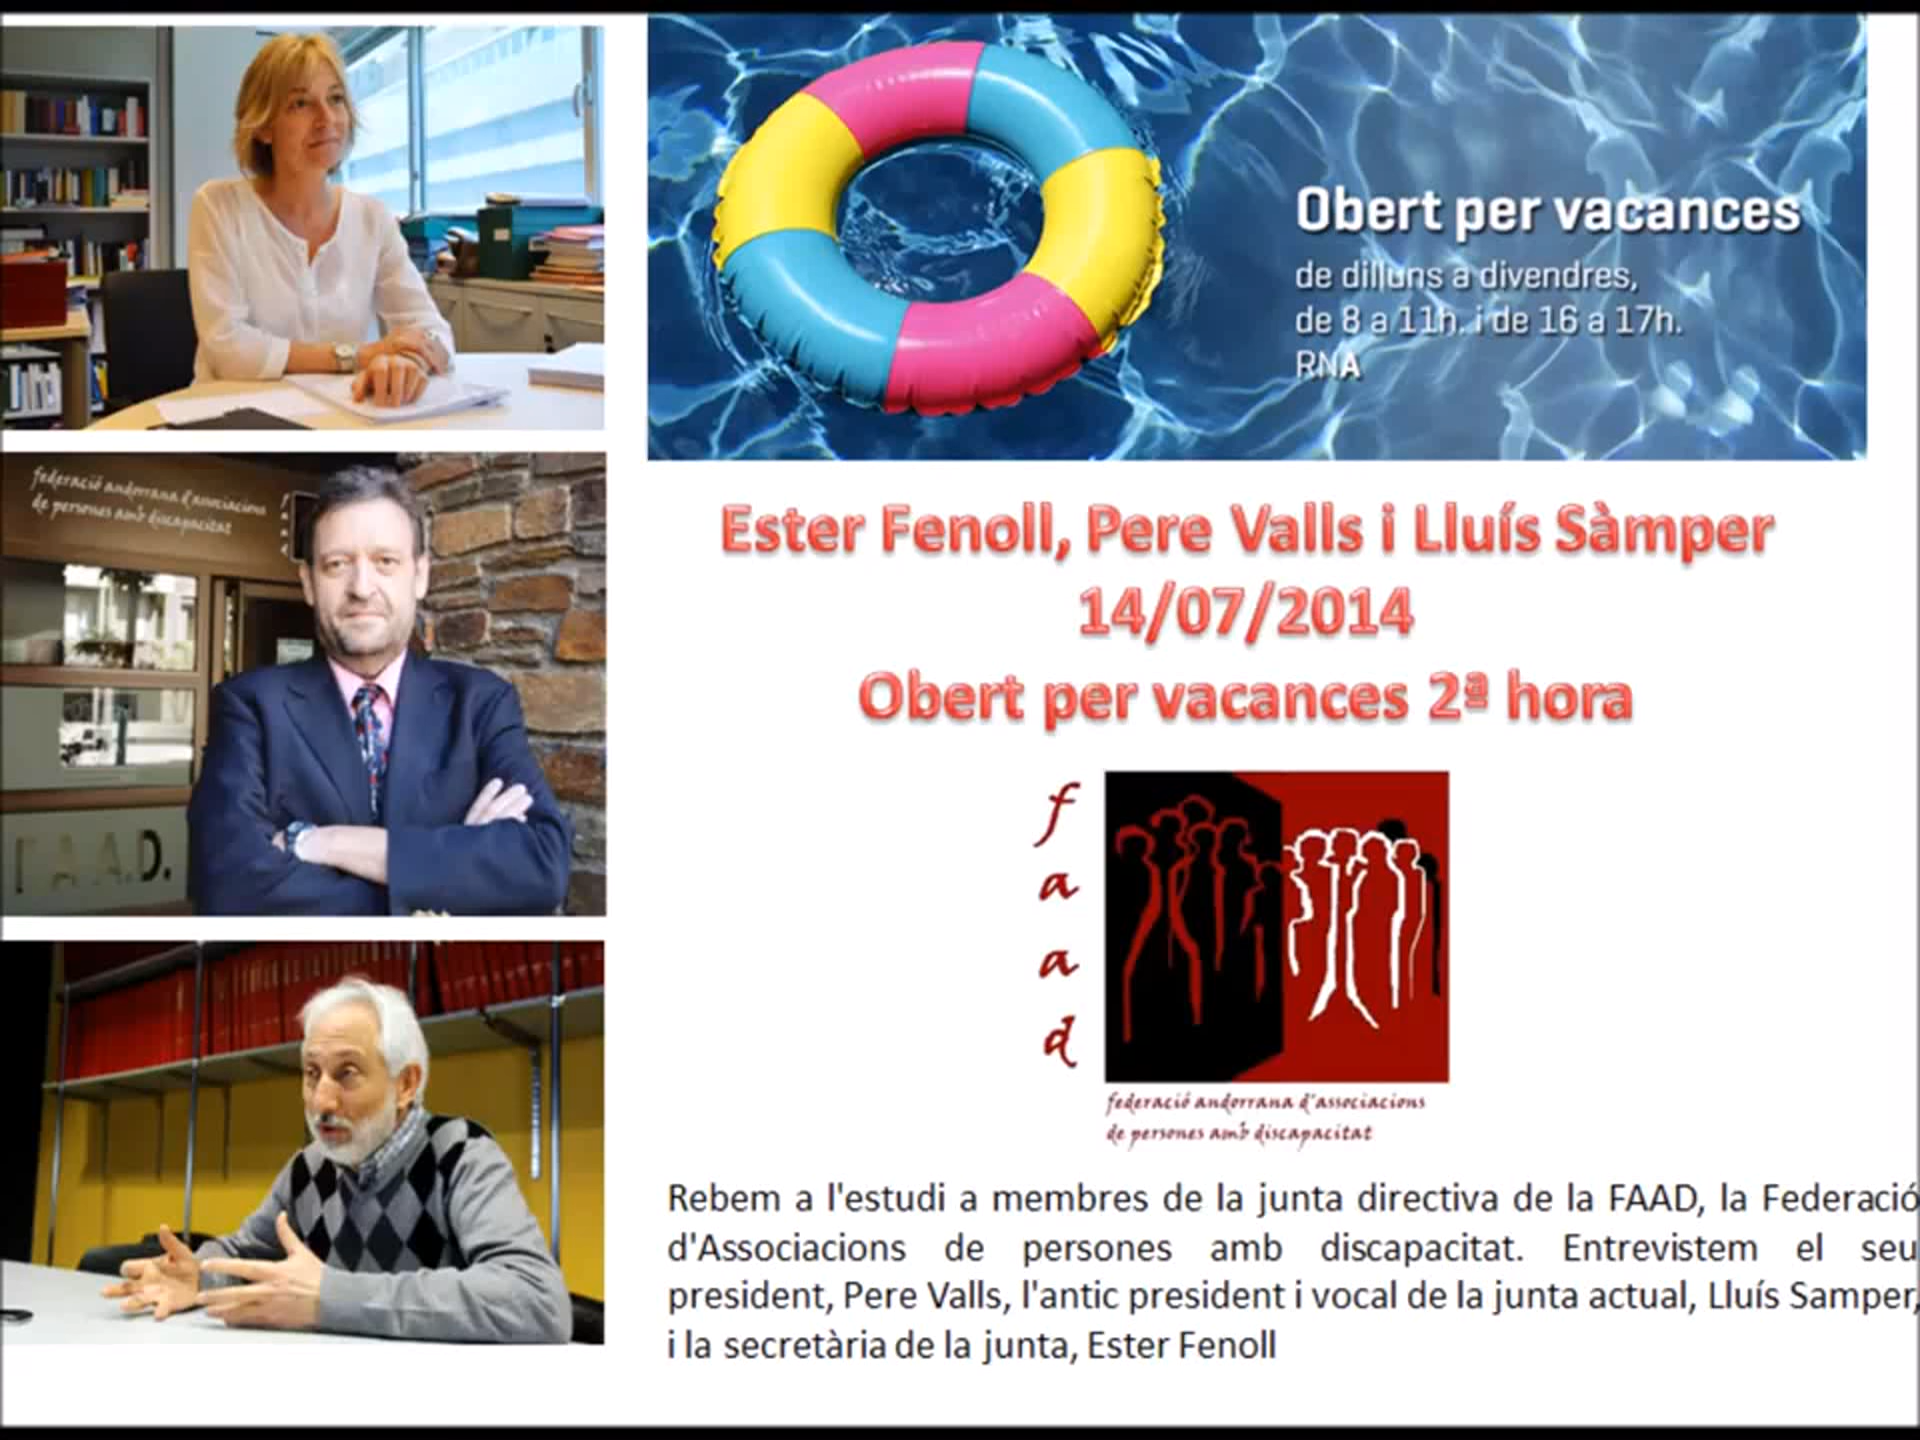 Obert per vacances
de dilluns a divendres,
de 8 a 11h. i de 16 a 17h.
RNA
federació andorrana d'associacions
de persones amb discapacitat
F.A.A.D.
Ester Fenoll, Pere Valls i Lluís Sàmper
14/07/2014
Obert per vacances 2ª hora
f
a
a
d
federació andorrana d'associacions
de persones amb discapacitat
Rebem a l'estudi a membres de la junta directiva de la FAAD, la Federació
d'Associacions de persones amb discapacitat. Entrevistem el seu
president, Pere Valls, l'antic president i vocal de la junta actual, Lluís Samper,
i la secretària de la junta, Ester Fenoll